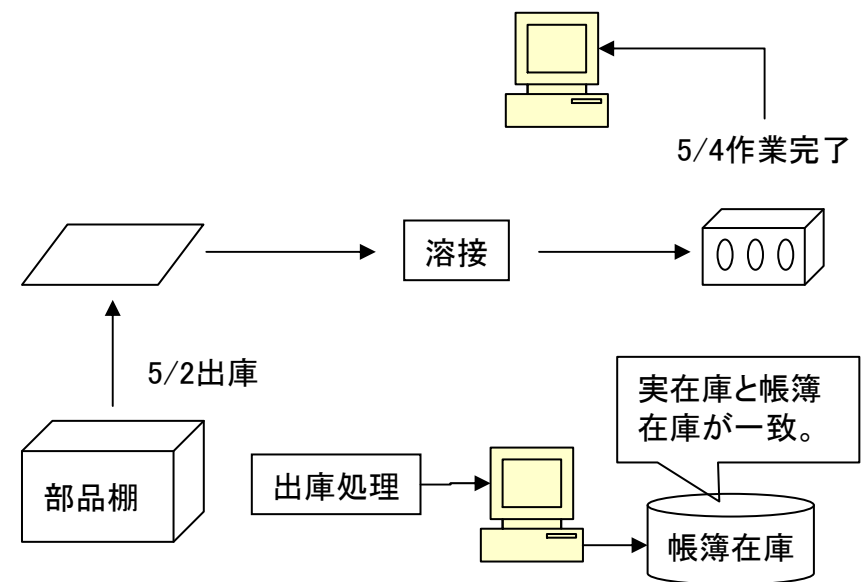 5/4作業完了
溶接
5/2出庫
実在庫と帳簿
在庫が一致。
部品棚
出庫処理
帳簿在庫